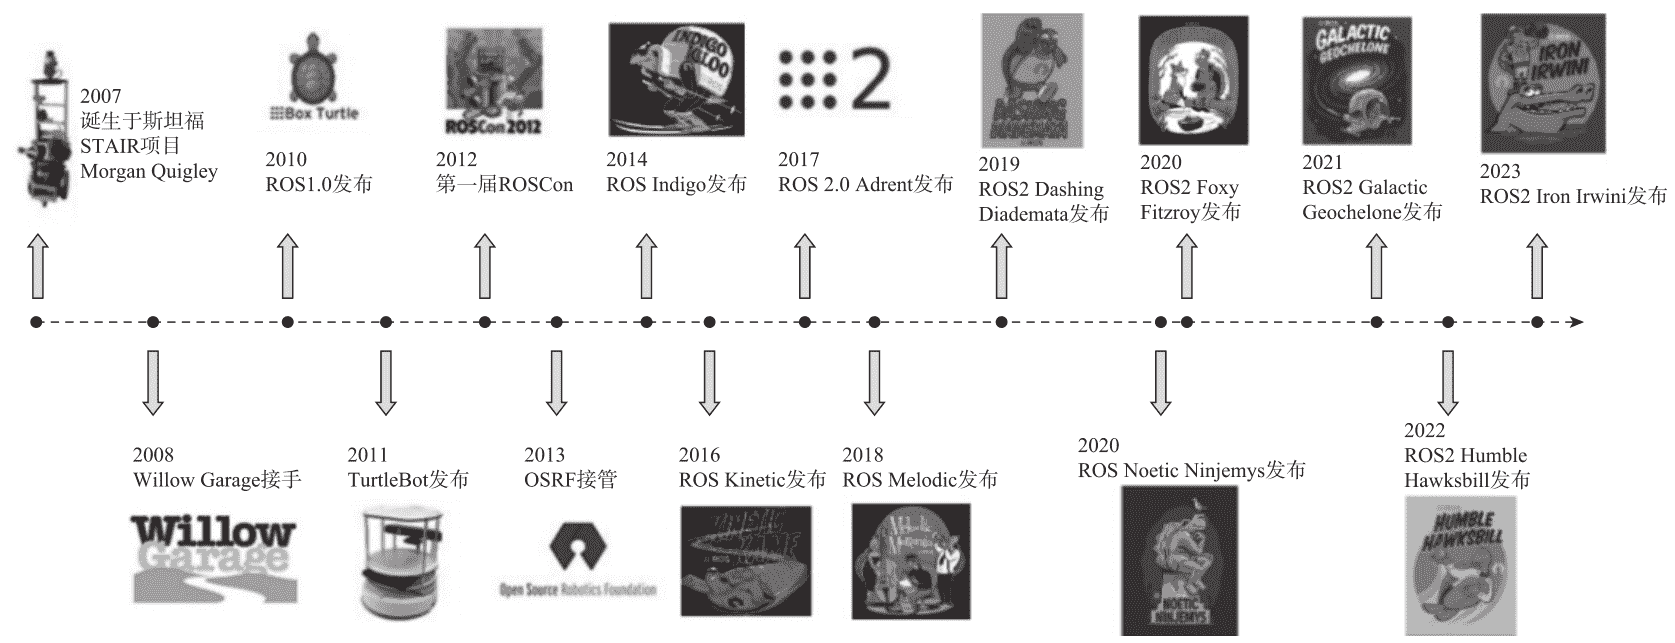 2007
诞生于斯坦福
STAIR项目
Morgan Quigley
Box Turtle
2010
ROS1.0发布
ROSCon 2012
2012
第一届ROSCon
INDIGO
IGLOO
2014
ROS Indigo发布
2
2017
ROS 2.0 Adrent发布
2019
ROS2 Dashing
Diademata发布
2020
ROS2 Foxy
Fitzroy发布
GALACTIC
GEOCHELONE
2021
ROS2 Galactic
Geochelone发布
IRON
IRWINI
2023
ROS2 Iron Irwini发布
2008
Willow Garage接手
Willow
Garage
2011
TurtleBot发布
2013
OSRF接管
Open Source Robotics Foundation
2016
ROS Kinetic发布
2018
ROS Melodic发布
2020
ROS Noetic Ninjemys发布
NOETIC
NINJEMYS
2022
ROS2 Humble
Hawksbill发布
HUMBLE
HAWKSBILL